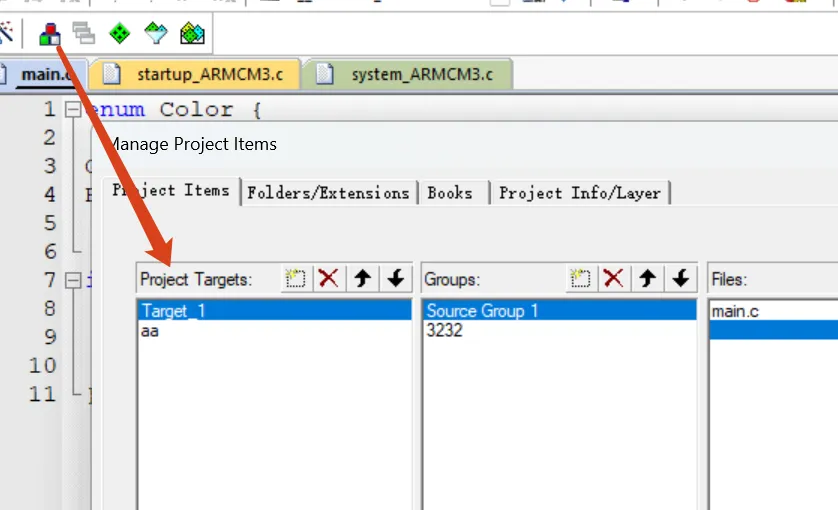 main.c startup_ARMCM3.c system_ARMCM3.c
1 enum Color {
2
Manage Project Items
3
4
Project Items Folders/Extensions Books Project Info/Layer
5
6
Project Targets: Groups: Files:
7
8 Target_1 Source Group 1 main.c
aa 3232
9
10
11